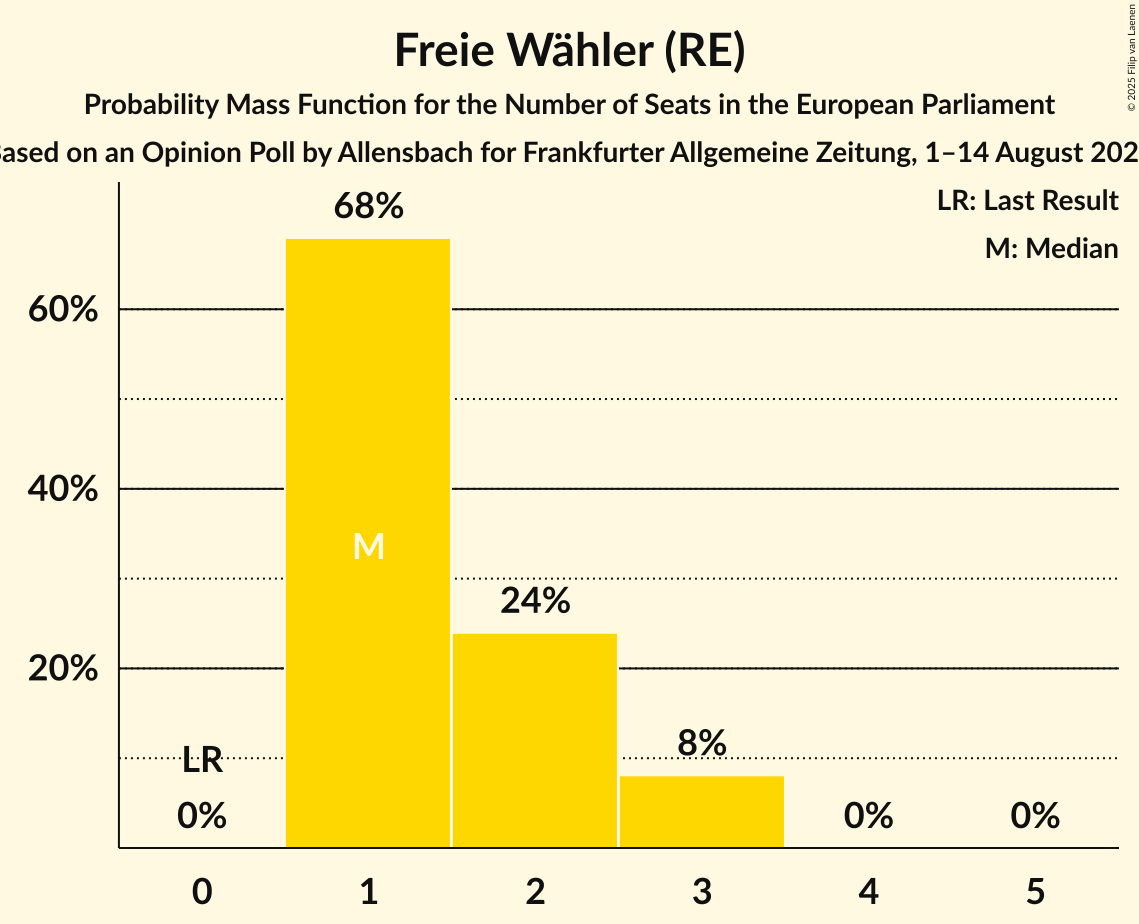 Freie Wähler (RE)
Probability Mass Function for the Number of Seats in the European Parliament
on an Opinion Poll by Allensbach for Frankfurter Allgemeine Zeitung, 1–14 August
© 2025 Filip van Laenen
LR: Last Result
M: Median
68%
60%
40%
M
24%
20%
8%
LR
0%
0%
0%
0 1 2 3 4 5